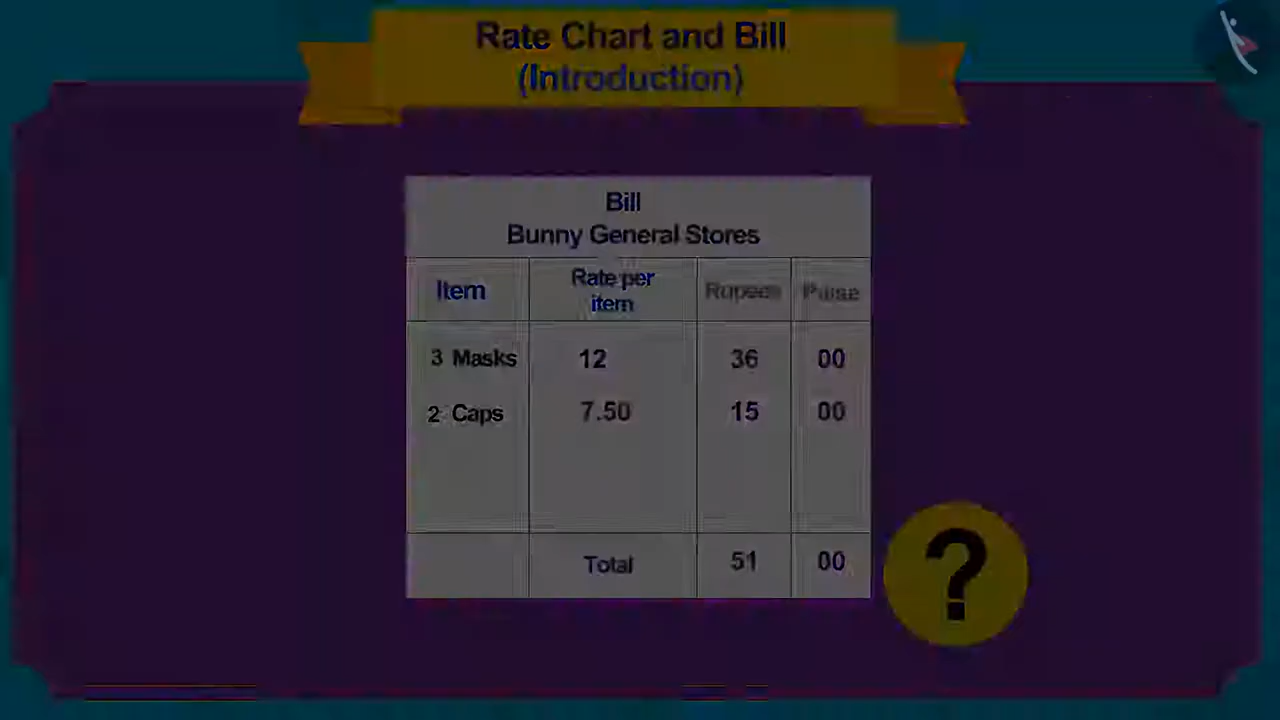 Rate Chart and Bill
(Introduction)
Bill
Bunny General Stores
Item Rate per item Rupees Paise
3 Masks 12 36 00
2 Caps 7.50 15 00
Total 51 00
?